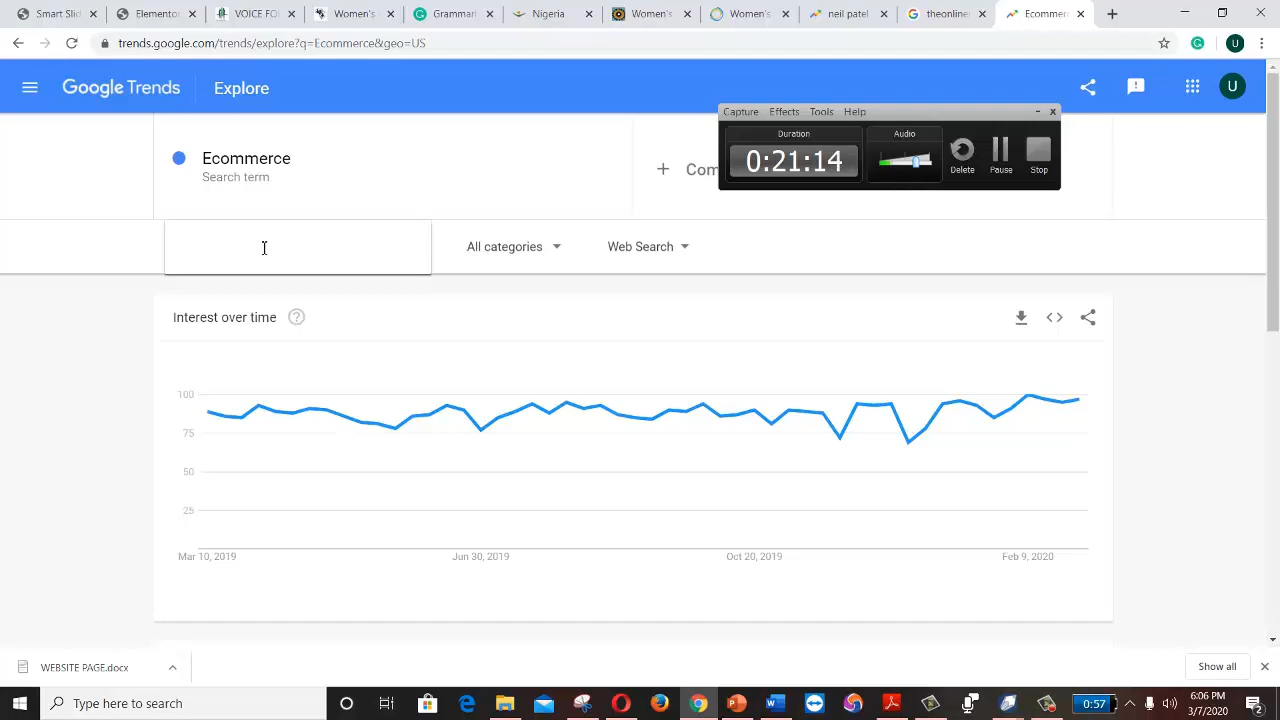 Smart Slid
Elementor
VOICE FO
Women's
Grammarl
Nigeria
Women's
Women's
neil patel
theonline
Ecommerc
trends.google.com/trends/explore?q=Ecommerce&geo=US
U
Google Trends
Explore
U
Capture Effects Tools Help
Duration
Audio
0:21:14
Delete
Pause
Stop
Ecommerce
Search term
+ Com
All categories
Web Search
Interest over time
?
100
75
50
25
Mar 10, 2019
Jun 30, 2019
Oct 20, 2019
Feb 9, 2020
WEBSITE PAGE.docx
Show all
Type here to search
0:57
6:06 PM
3/7/2020
2